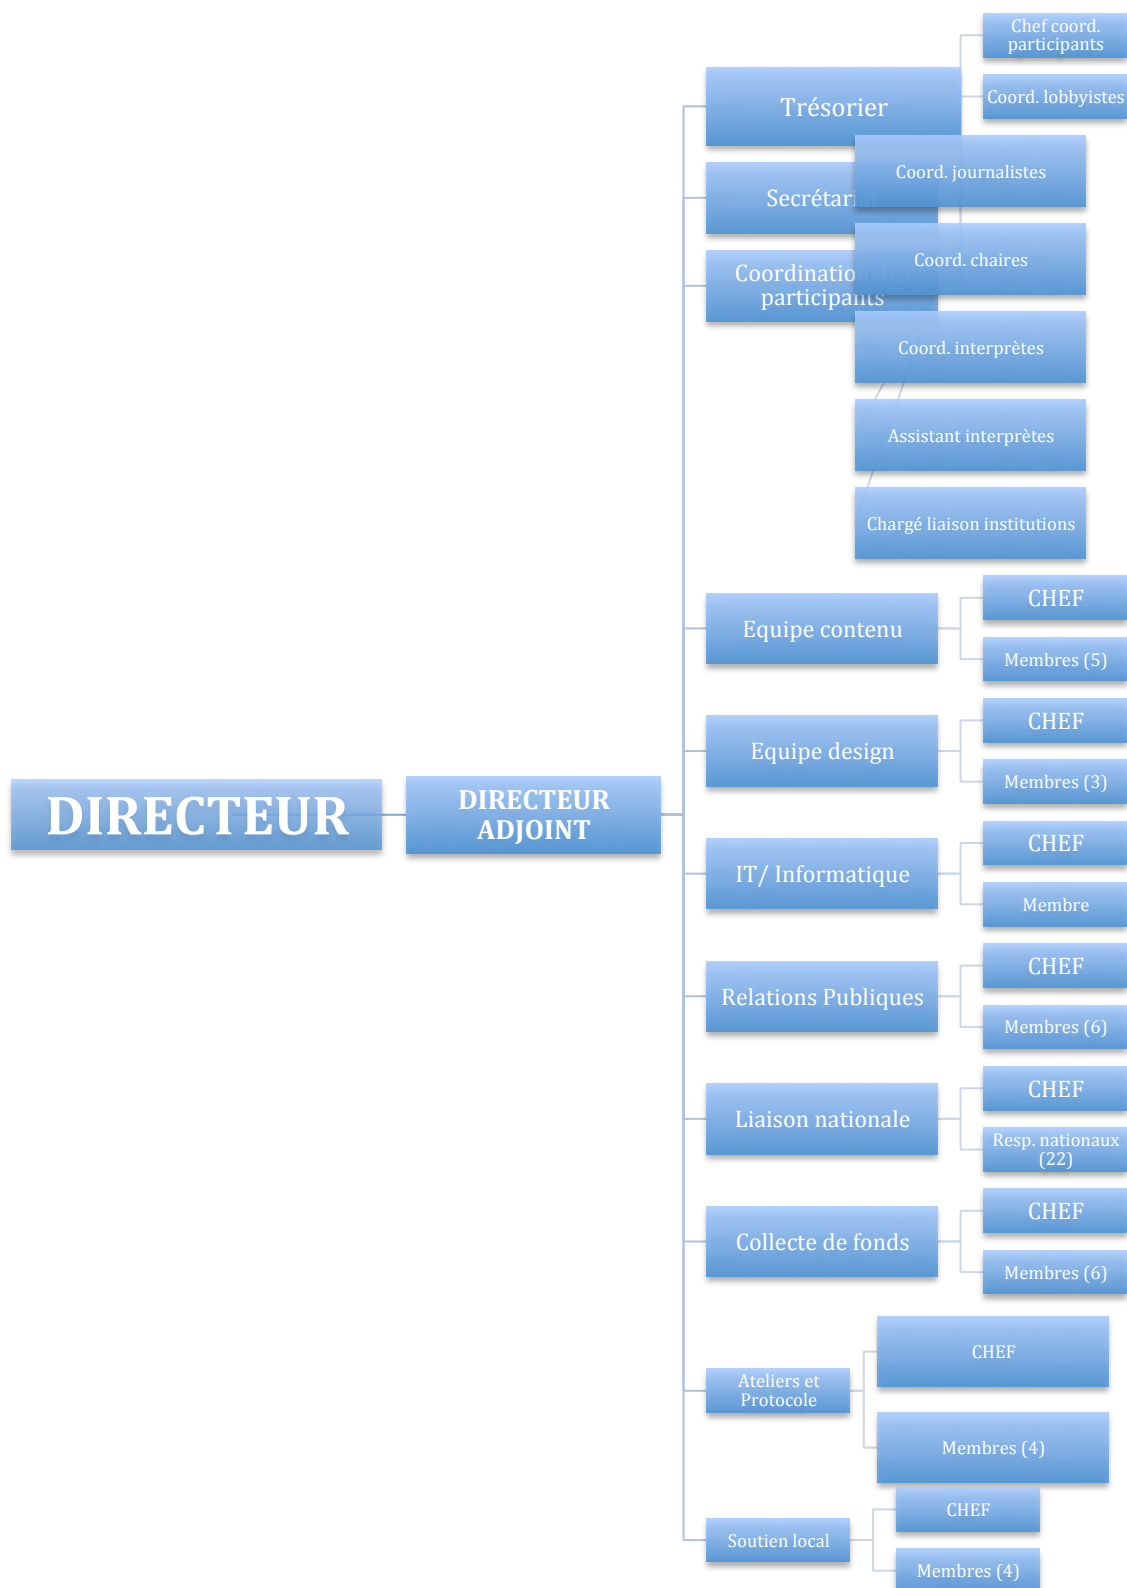 DIRECTEUR
DIRECTEUR
ADJOINT
Trésorier
Secrétariat
Coordination des
participants
Chef coord.
participants
Coord. lobbyistes
Coord. journalistes
Coord. chaires
Coord. interprètes
Assistant interprètes
Chargé liaison institutions
Equipe contenu
CHEF
Membres (5)
Equipe design
CHEF
Membres (3)
IT/ Informatique
CHEF
Membre
Relations Publiques
CHEF
Membres (6)
Liaison nationale
CHEF
Resp. nationaux
(22)
Collecte de fonds
CHEF
Membres (6)
Ateliers et
Protocole
CHEF
Membres (4)
Soutien local
CHEF
Membres (4)